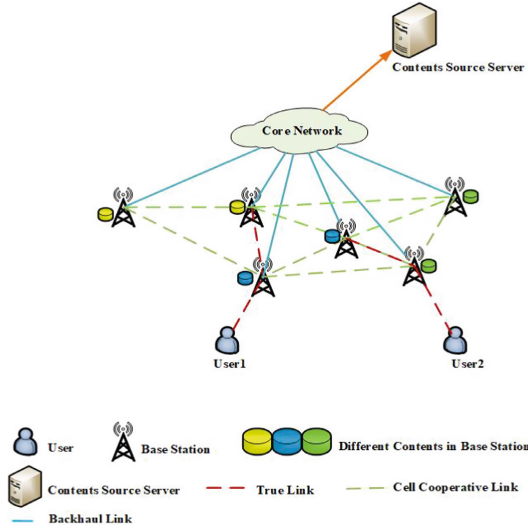 Contents Source Server
Core Network
User1
User2
User
Base Station
Different Contents in Base Station
Contents Source Server
True Link
Cell Cooperative Link
Backhaul Link